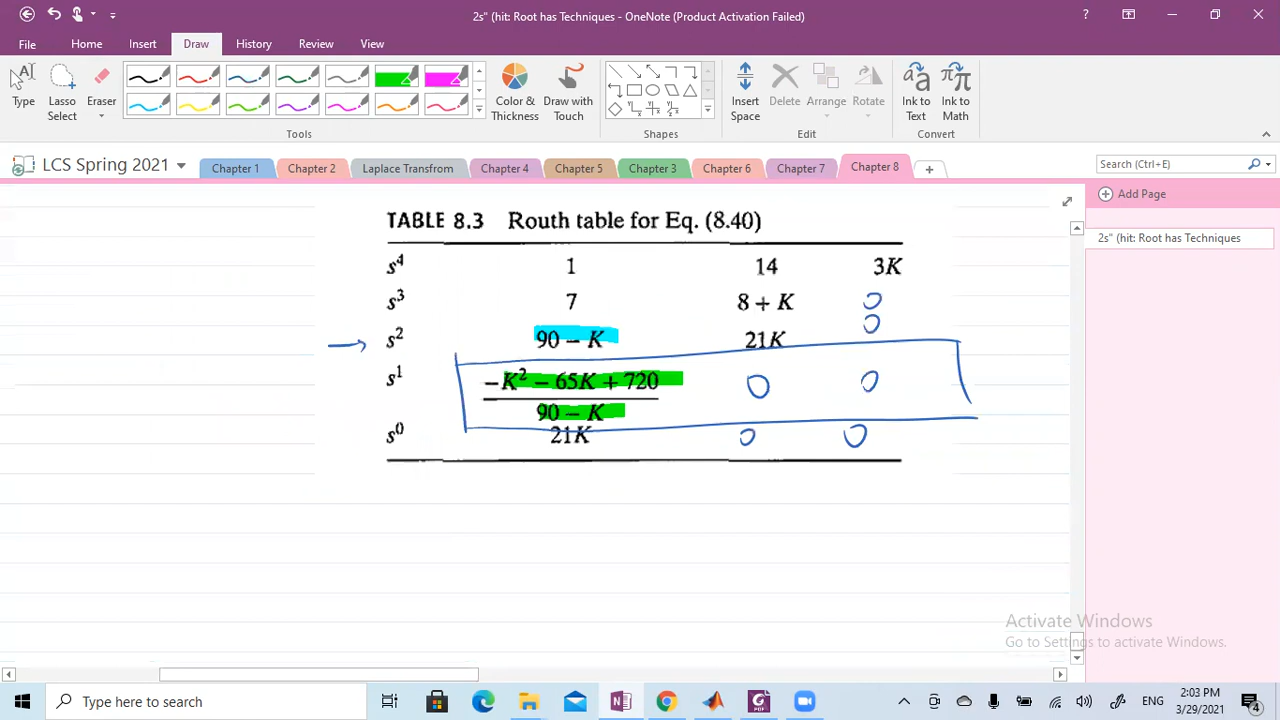 2s" (hit: Root has Techniques - OneNote (Product Activation Failed)
File Home Insert Draw History Review View
Type Lasso Select Eraser Color & Thickness Draw with Touch Insert Space Delete Arrange Rotate Ink to Text Ink to Math
Tools Shapes Edit Convert
LCS Spring 2021 Chapter 1 Chapter 2 Laplace Transfrom Chapter 4 Chapter 5 Chapter 3 Chapter 6 Chapter 7 Chapter 8 Search (Ctrl+E)
Add Page
2s" (hit: Root has Techniques
TABLE 8.3 Routh table for Eq. (8.40)
s⁴ 1 14 3K
s³ 7 8 + K 0
s² 90 − K 21K 0
s¹ −K² − 65K + 720 0 0
90 − K
s⁰ 21K 0 0
Activate Windows
Go to Settings to activate Windows.
Type here to search ENG 2:03 PM
3/29/2021 4